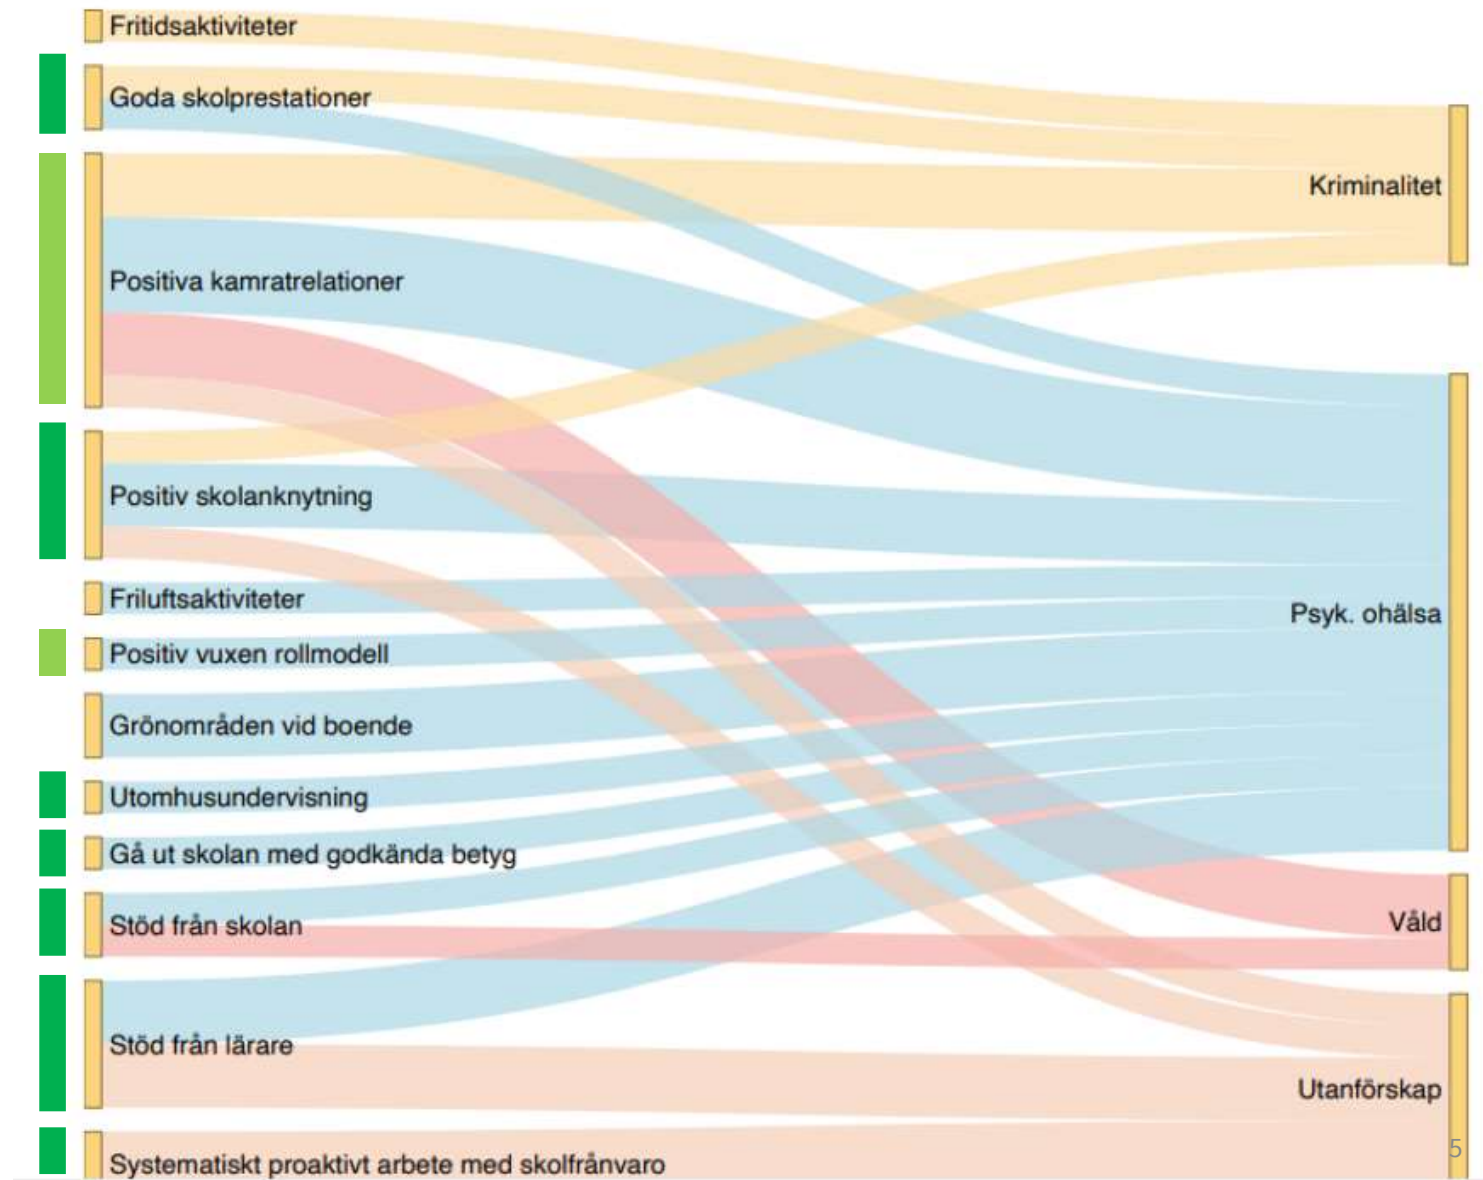 Fritidsaktiviteter
Goda skolprestationer
Positiva kamratrelationer
Positiv skolanknytning
Friluftsaktiviteter
Positiv vuxen rollmodell
Grönområden vid boende
Utomhusundervisning
Gå ut skolan med godkända betyg
Stöd från skolan
Stöd från lärare
Systematiskt proaktivt arbete med skolfrånvaro
Kriminalitet
Psyk. ohälsa
Våld
Utanförskap
5